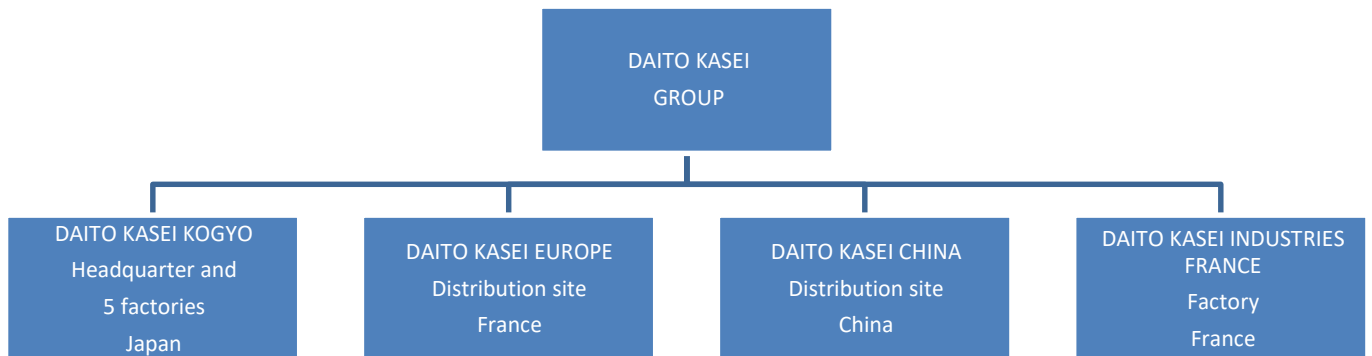 DAITO KASEI
GROUP
DAITO KASEI KOGYO
Headquarter and
5 factories
Japan
DAITO KASEI EUROPE
Distribution site
France
DAITO KASEI CHINA
Distribution site
China
DAITO KASEI INDUSTRIES
FRANCE
Factory
France